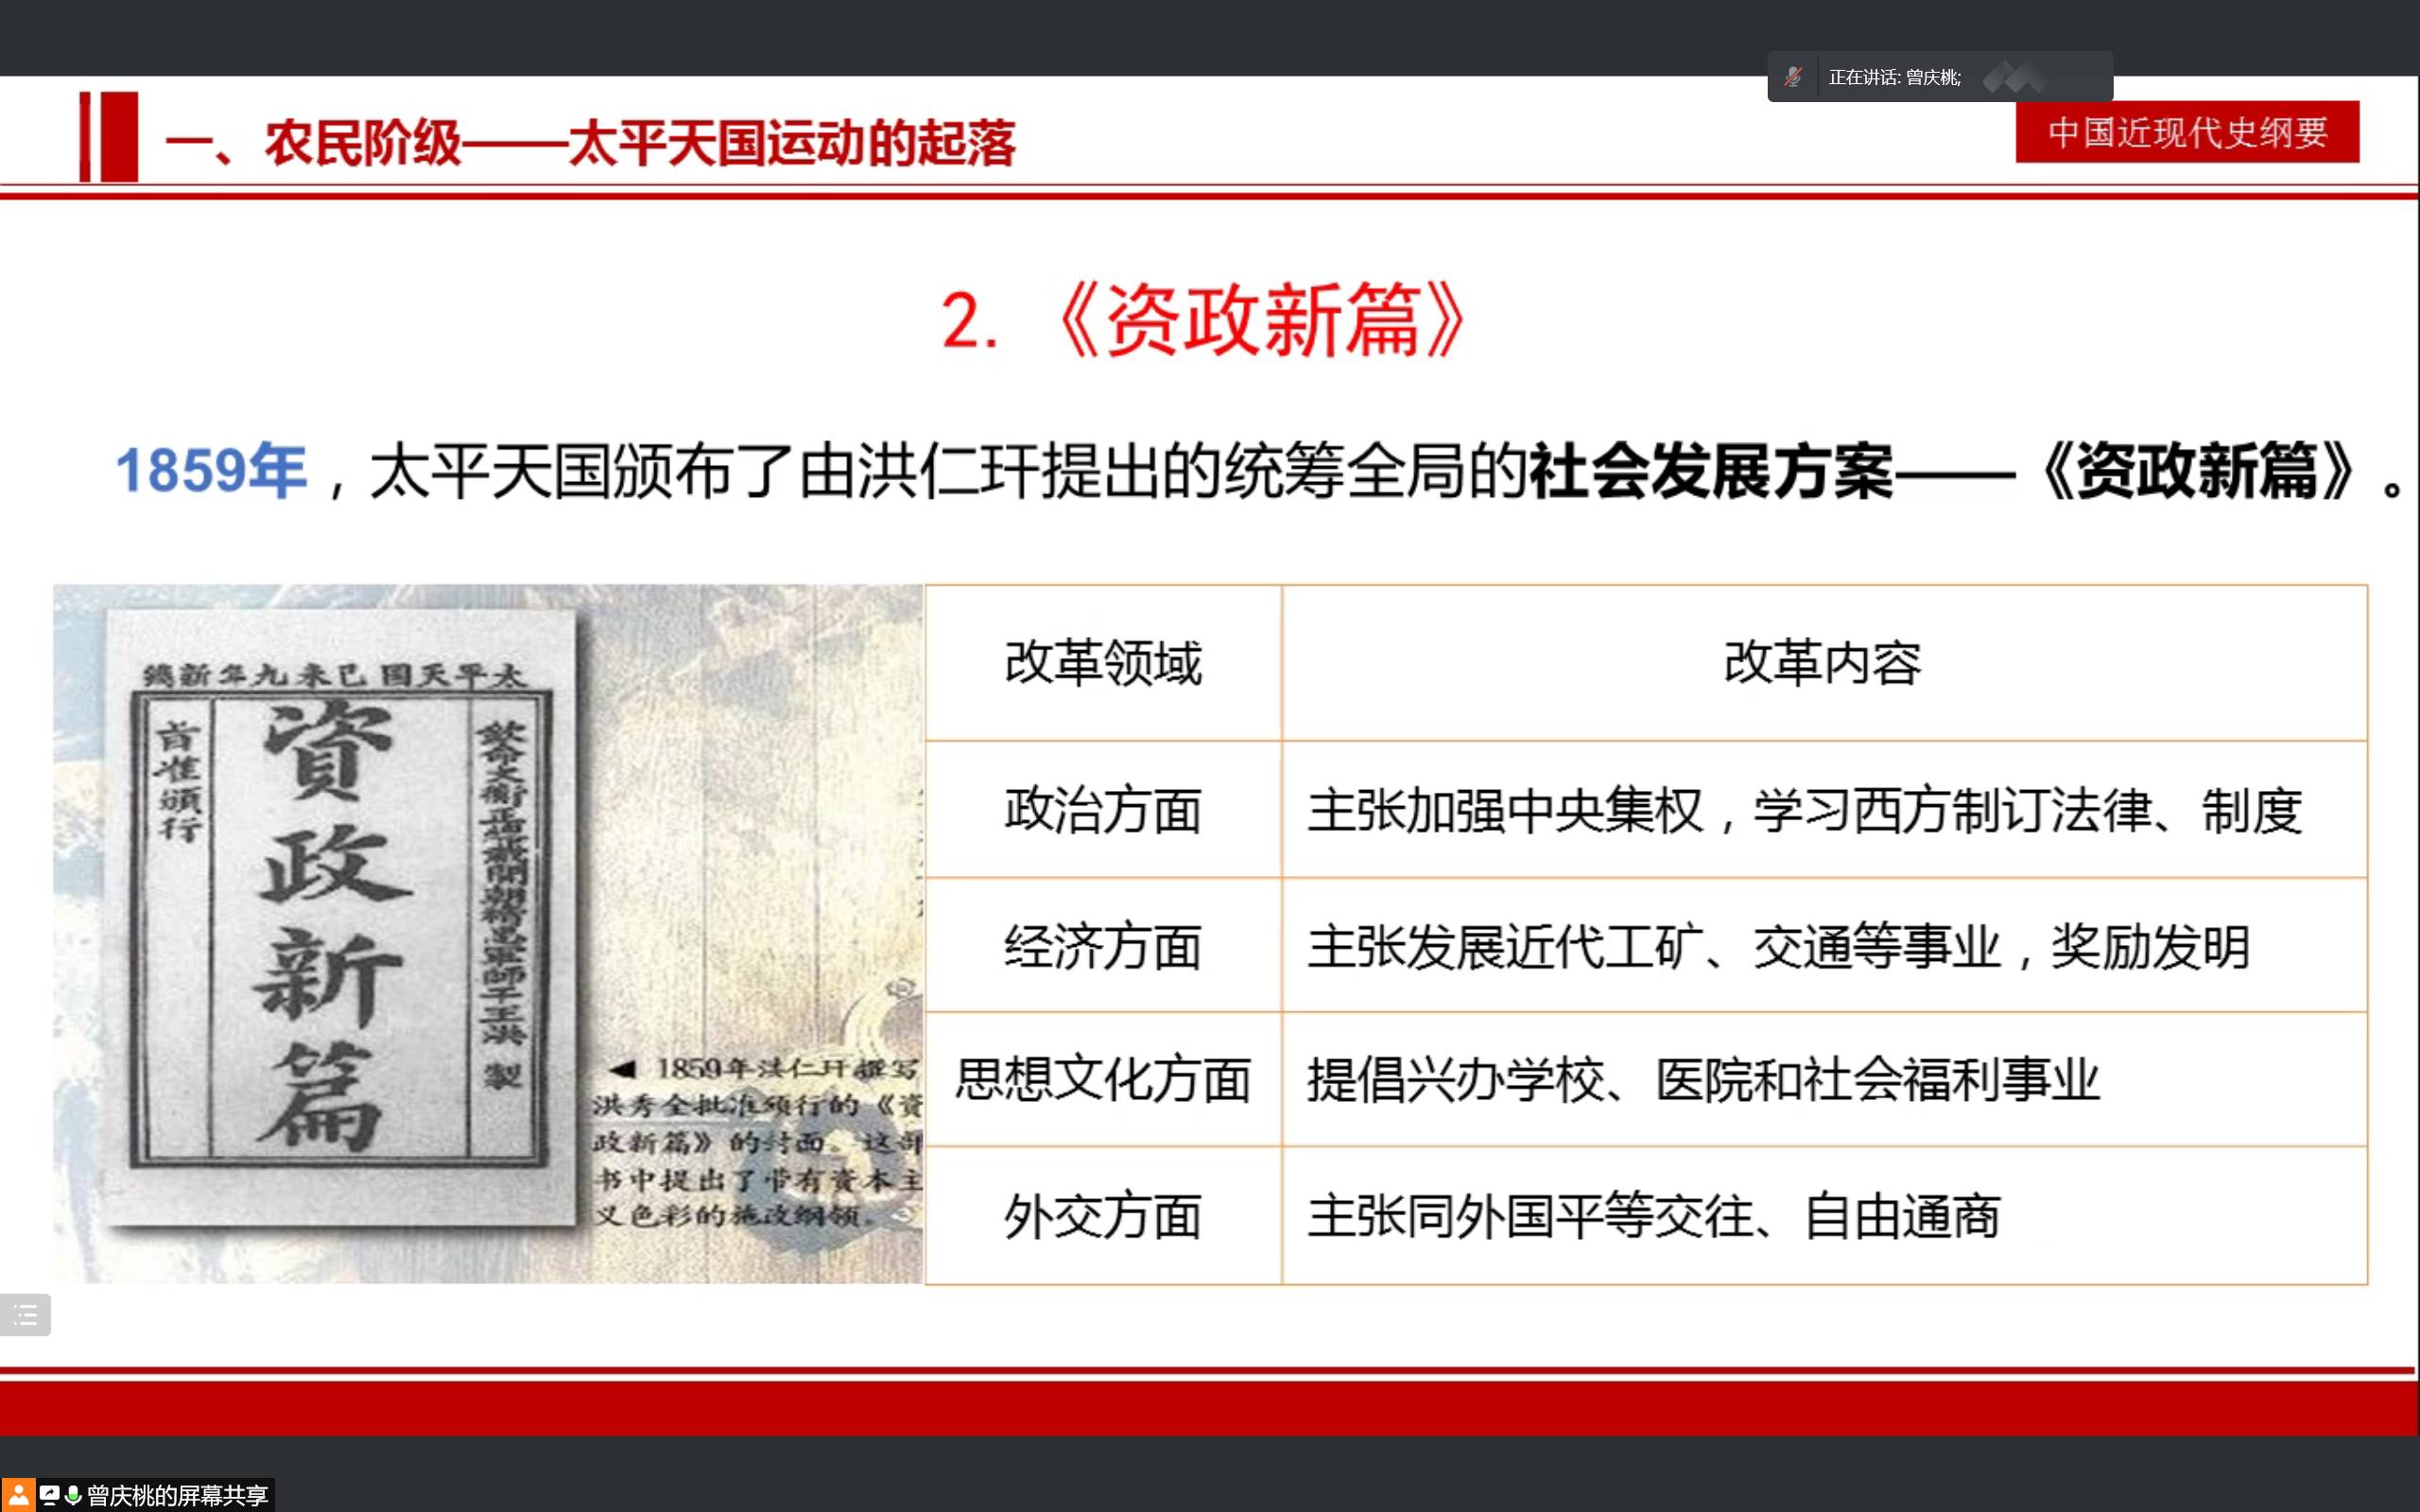 正在讲话: 曾庆桃;
一、农民阶级——太平天国运动的起落
中国近现代史纲要
2. 《资政新篇》
1859年，太平天国颁布了由洪仁玕提出的统筹全局的社会发展方案——《资政新篇》。
太平天国己未九年新鐫
欽命文衡正總裁開朝精忠軍師干王洪 製
資政新篇
旨准頒行
◀ 1859年洪仁玕撰写
洪秀全批准颁行的《资
政新篇》的封面。这部
书中提出了带有资本主
义色彩的施政纲领。
改革领域 改革内容
政治方面 主张加强中央集权，学习西方制订法律、制度
经济方面 主张发展近代工矿、交通等事业，奖励发明
思想文化方面 提倡兴办学校、医院和社会福利事业
外交方面 主张同外国平等交往、自由通商
曾庆桃的屏幕共享